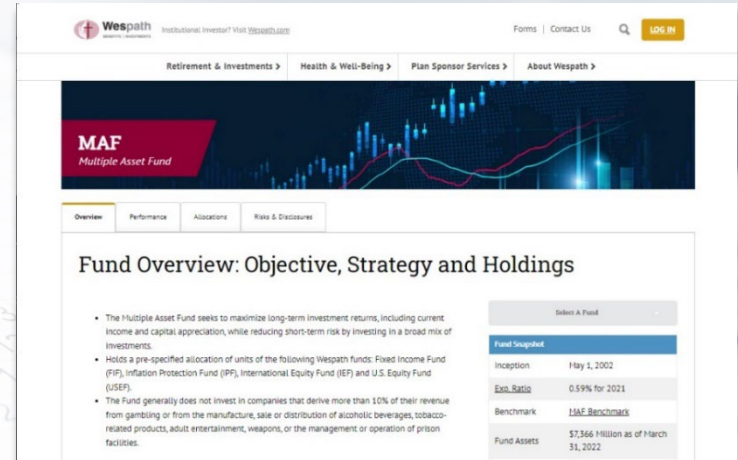 Wespath
BENEFITS | INVESTMENTS
Institutional Investor? Visit Wespath.com
Forms | Contact Us
LOG IN
Retirement & Investments >
Health & Well-Being >
Plan Sponsor Services >
About Wespath >
MAF
Multiple Asset Fund
Overview
Performance
Allocations
Risks & Disclosures
Fund Overview: Objective, Strategy and Holdings
• The Multiple Asset Fund seeks to maximize long-term investment returns, including current
income and capital appreciation, while reducing short-term risk by investing in a broad mix of
investments.
• Holds a pre-specified allocation of units of the following Wespath funds: Fixed Income Fund
(FIF), Inflation Protection Fund (IPF), International Equity Fund (IEF) and U.S. Equity Fund
(USEF).
• The Fund generally does not invest in companies that derive more than 10% of their revenue
from gambling or from the manufacture, sale or distribution of alcoholic beverages, tobacco-
related products, adult entertainment, weapons, or the management or operation of prison
facilities.
Select A Fund
Fund Snapshot
Inception
May 1, 2002
Exp. Ratio
0.59% for 2021
Benchmark
MAF Benchmark
Fund Assets
$7,366 Million as of March
31, 2022